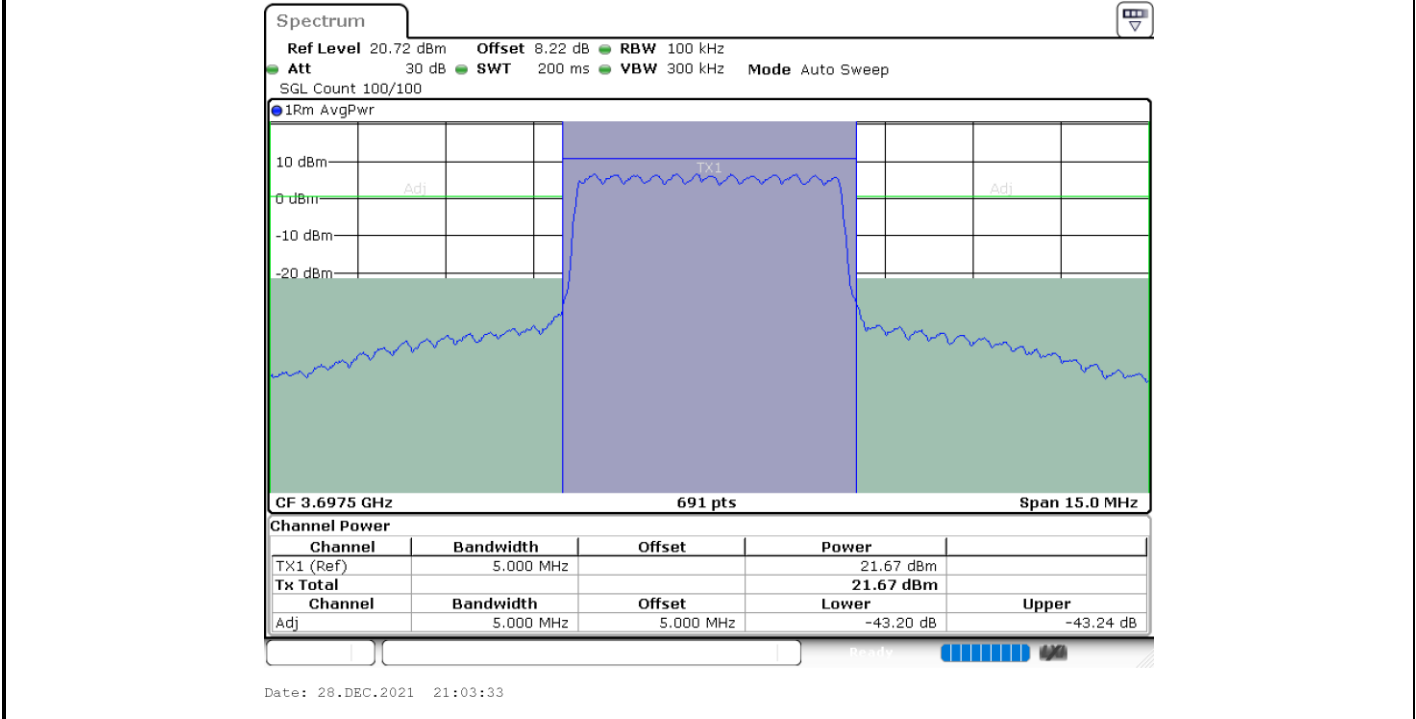 Spectrum
Ref Level 20.72 dBm Offset 8.22 dB RBW 100 kHz
Att 30 dB SWT 200 ms VBW 300 kHz Mode Auto Sweep
SGL Count 100/100
1Rm AvgPwr
10 dBm
TX1
Adj Adj
0 dBm
-10 dBm
-20 dBm
CF 3.6975 GHz 691 pts Span 15.0 MHz
Channel Power
Channel Bandwidth Offset Power
TX1 (Ref) 5.000 MHz 21.67 dBm
Tx Total 21.67 dBm
Channel Bandwidth Offset Lower Upper
Adj 5.000 MHz 5.000 MHz -43.20 dB -43.24 dB
Ready
Date: 28.DEC.2021 21:03:33